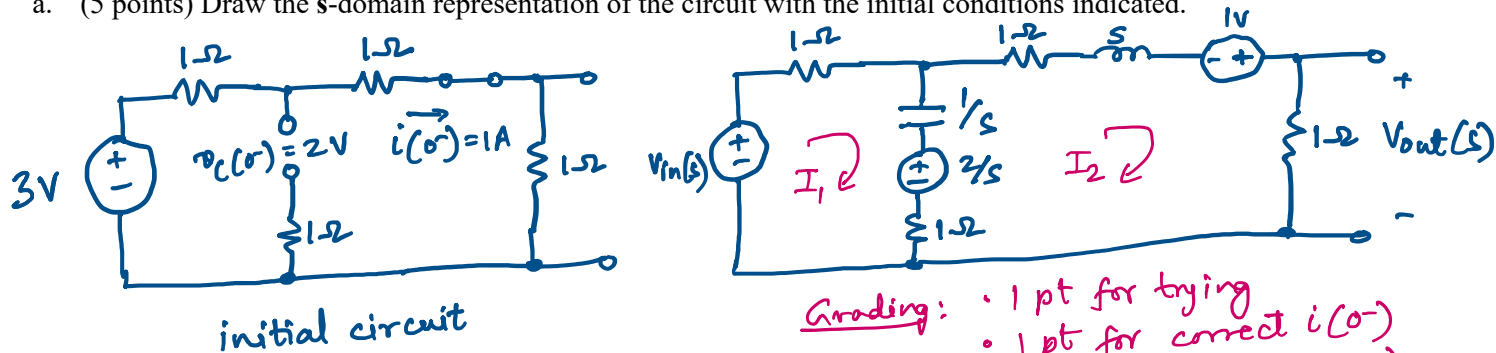 a. (5 points) Draw the s-domain representation of the circuit with the initial conditions indicated.
1Ω 1Ω
3V + - v_c(0⁻) = 2V i(0⁻) = 1A 1Ω
1Ω
initial circuit
1Ω 1Ω S 1V
- + +
Vin(s) + - 1/s 1Ω Vout(s)
I₁ + - 2/s I₂
1Ω -
Grading: • 1 pt for trying
• 1 pt for correct i(0⁻)